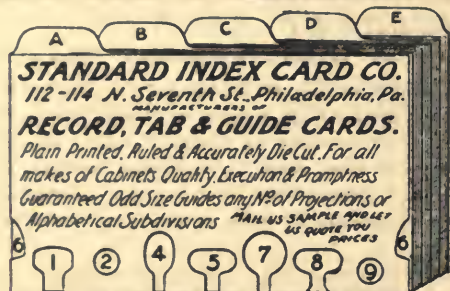 A B C D E
STANDARD INDEX CARD CO.
112-114 N. Seventh St., Philadelphia, Pa.
MANUFACTURERS OF
RECORD, TAB & GUIDE CARDS.
Plain Printed, Ruled & Accurately Die Cut. For all
makes of Cabinets Quality, Execution & Promptness
Guaranteed Odd Size Guides any No of Projections or
Alphabetical Subdivisions MAIL US SAMPLE AND LET
US QUOTE YOU
PRICES
6 1 2 4 5 7 8 9 6